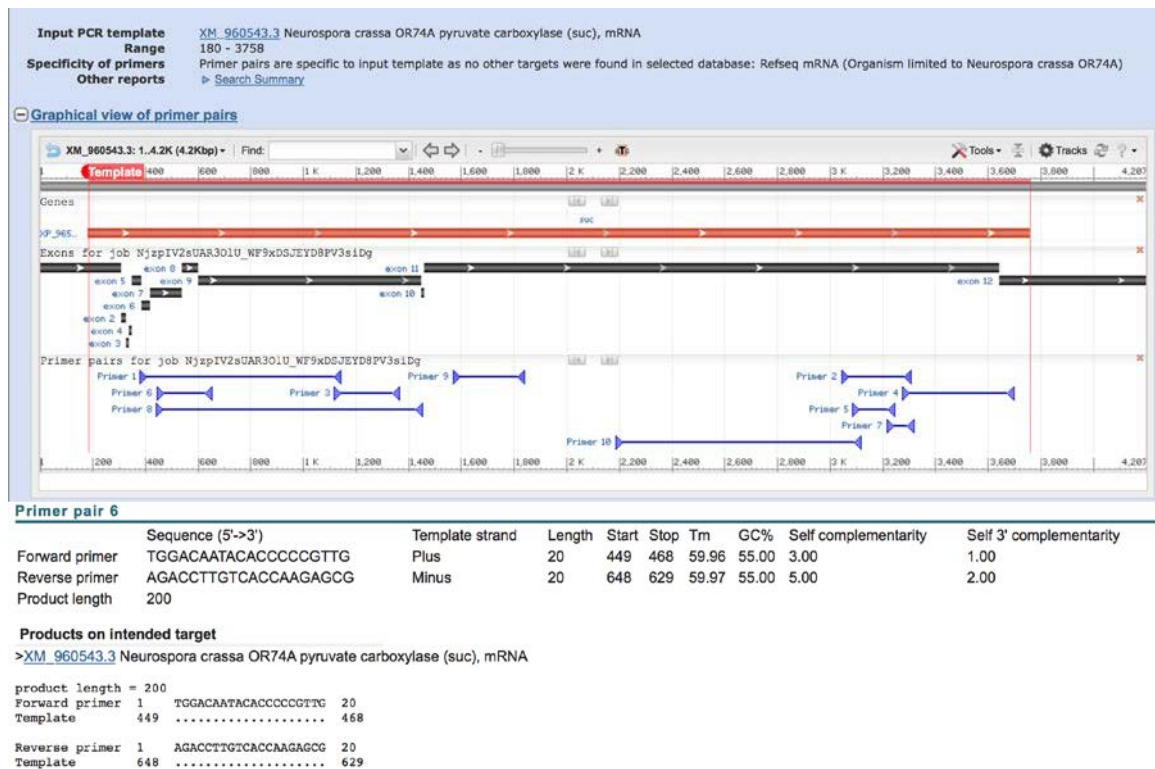 Input PCR template XM_960543.3 Neurospora crassa OR74A pyruvate carboxylase (suc), mRNA
Range 180 - 3758
Specificity of primers Primer pairs are specific to input template as no other targets were found in selected database: Refseq mRNA (Organism limited to Neurospora crassa OR74A)
Other reports Search Summary
Graphical view of primer pairs
XM_960543.3: 1..4.2K (4.2Kbp) Find: Tools Tracks ?
1 Template 400 600 800 1 K 1,200 1,400 1,600 1,800 2 K 2,200 2,400 2,600 2,800 3 K 3,200 3,400 3,600 3,800 4,207
Genes
suc
XP_965...
Exons for job
exon 8 exon 11
exon 5 exon 9 exon 12
exon 7 exon 10
exon 6
exon 2
exon 4
exon 3
Primer pairs for job
Primer 1 Primer 9 Primer 2
Primer 6 Primer 3 Primer 4
Primer 8 Primer 5
Primer 7
Primer 10
1 200 400 600 800 1 K 1,200 1,400 1,600 1,800 2 K 2,200 2,400 2,600 2,800 3 K 3,200 3,400 3,600 3,800 4,207
Primer pair 6
Sequence (5'->3') Template strand Length Start Stop Tm GC% Self complementarity Self 3' complementarity
Forward primer TGGACAATACACCCCCGTTG Plus 20 449 468 59.96 55.00 3.00 1.00
Reverse primer AGACCTTGTCACCAAGAGCG Minus 20 648 629 59.97 55.00 5.00 2.00
Product length 200
Products on intended target
>XM_960543.3 Neurospora crassa OR74A pyruvate carboxylase (suc), mRNA
product length = 200
Forward primer 1 TGGACAATACACCCCCGTTG 20
Template 449 .................... 468
Reverse primer 1 AGACCTTGTCACCAAGAGCG 20
Template 648 .................... 629